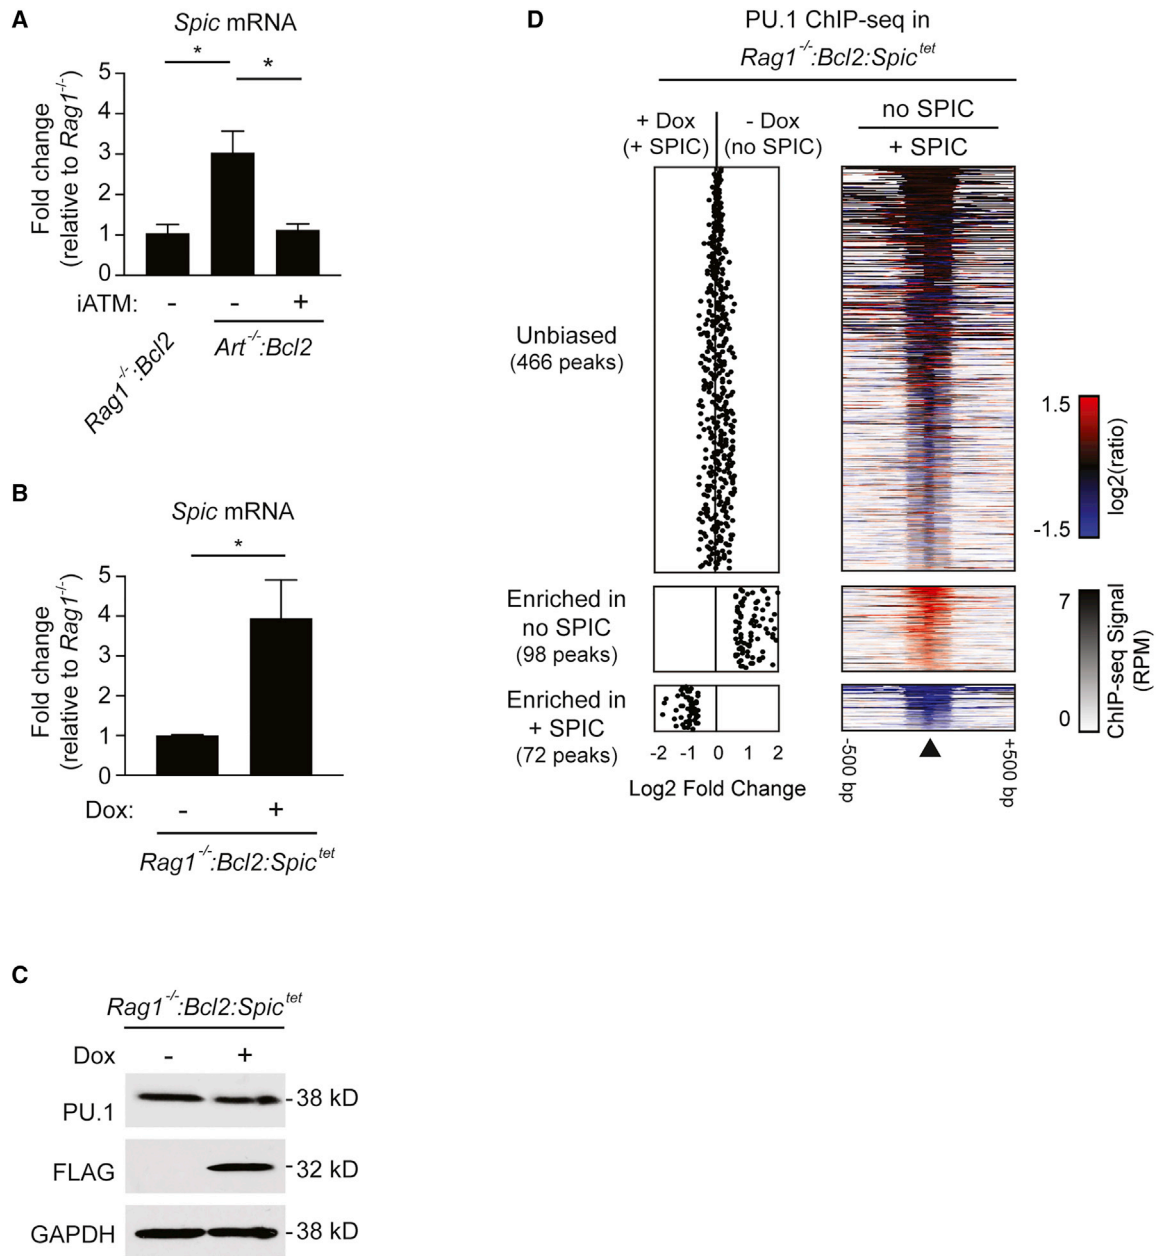 A
Spic mRNA
*
*
Fold change
(relative to Rag1-/-)
5
4
3
2
1
0
iATM: - - +
Rag1-/-:Bcl2
Art-/-:Bcl2
B
Spic mRNA
*
Fold change
(relative to Rag1-/-)
5
4
3
2
1
0
Dox: - +
Rag1-/-:Bcl2:Spictet
C
Rag1-/-:Bcl2:Spictet
Dox - +
PU.1 -38 kD
FLAG -32 kD
GAPDH -38 kD
D
PU.1 ChIP-seq in
Rag1-/-:Bcl2:Spictet
+ Dox
(+ SPIC)
- Dox
(no SPIC)
no SPIC
+ SPIC
Unbiased
(466 peaks)
Enriched in
no SPIC
(98 peaks)
Enriched in
+ SPIC
(72 peaks)
-2 -1 0 1 2
Log2 Fold Change
-500 bp
+500 bp
1.5
-1.5
log2(ratio)
7
0
ChIP-seq Signal
(RPM)